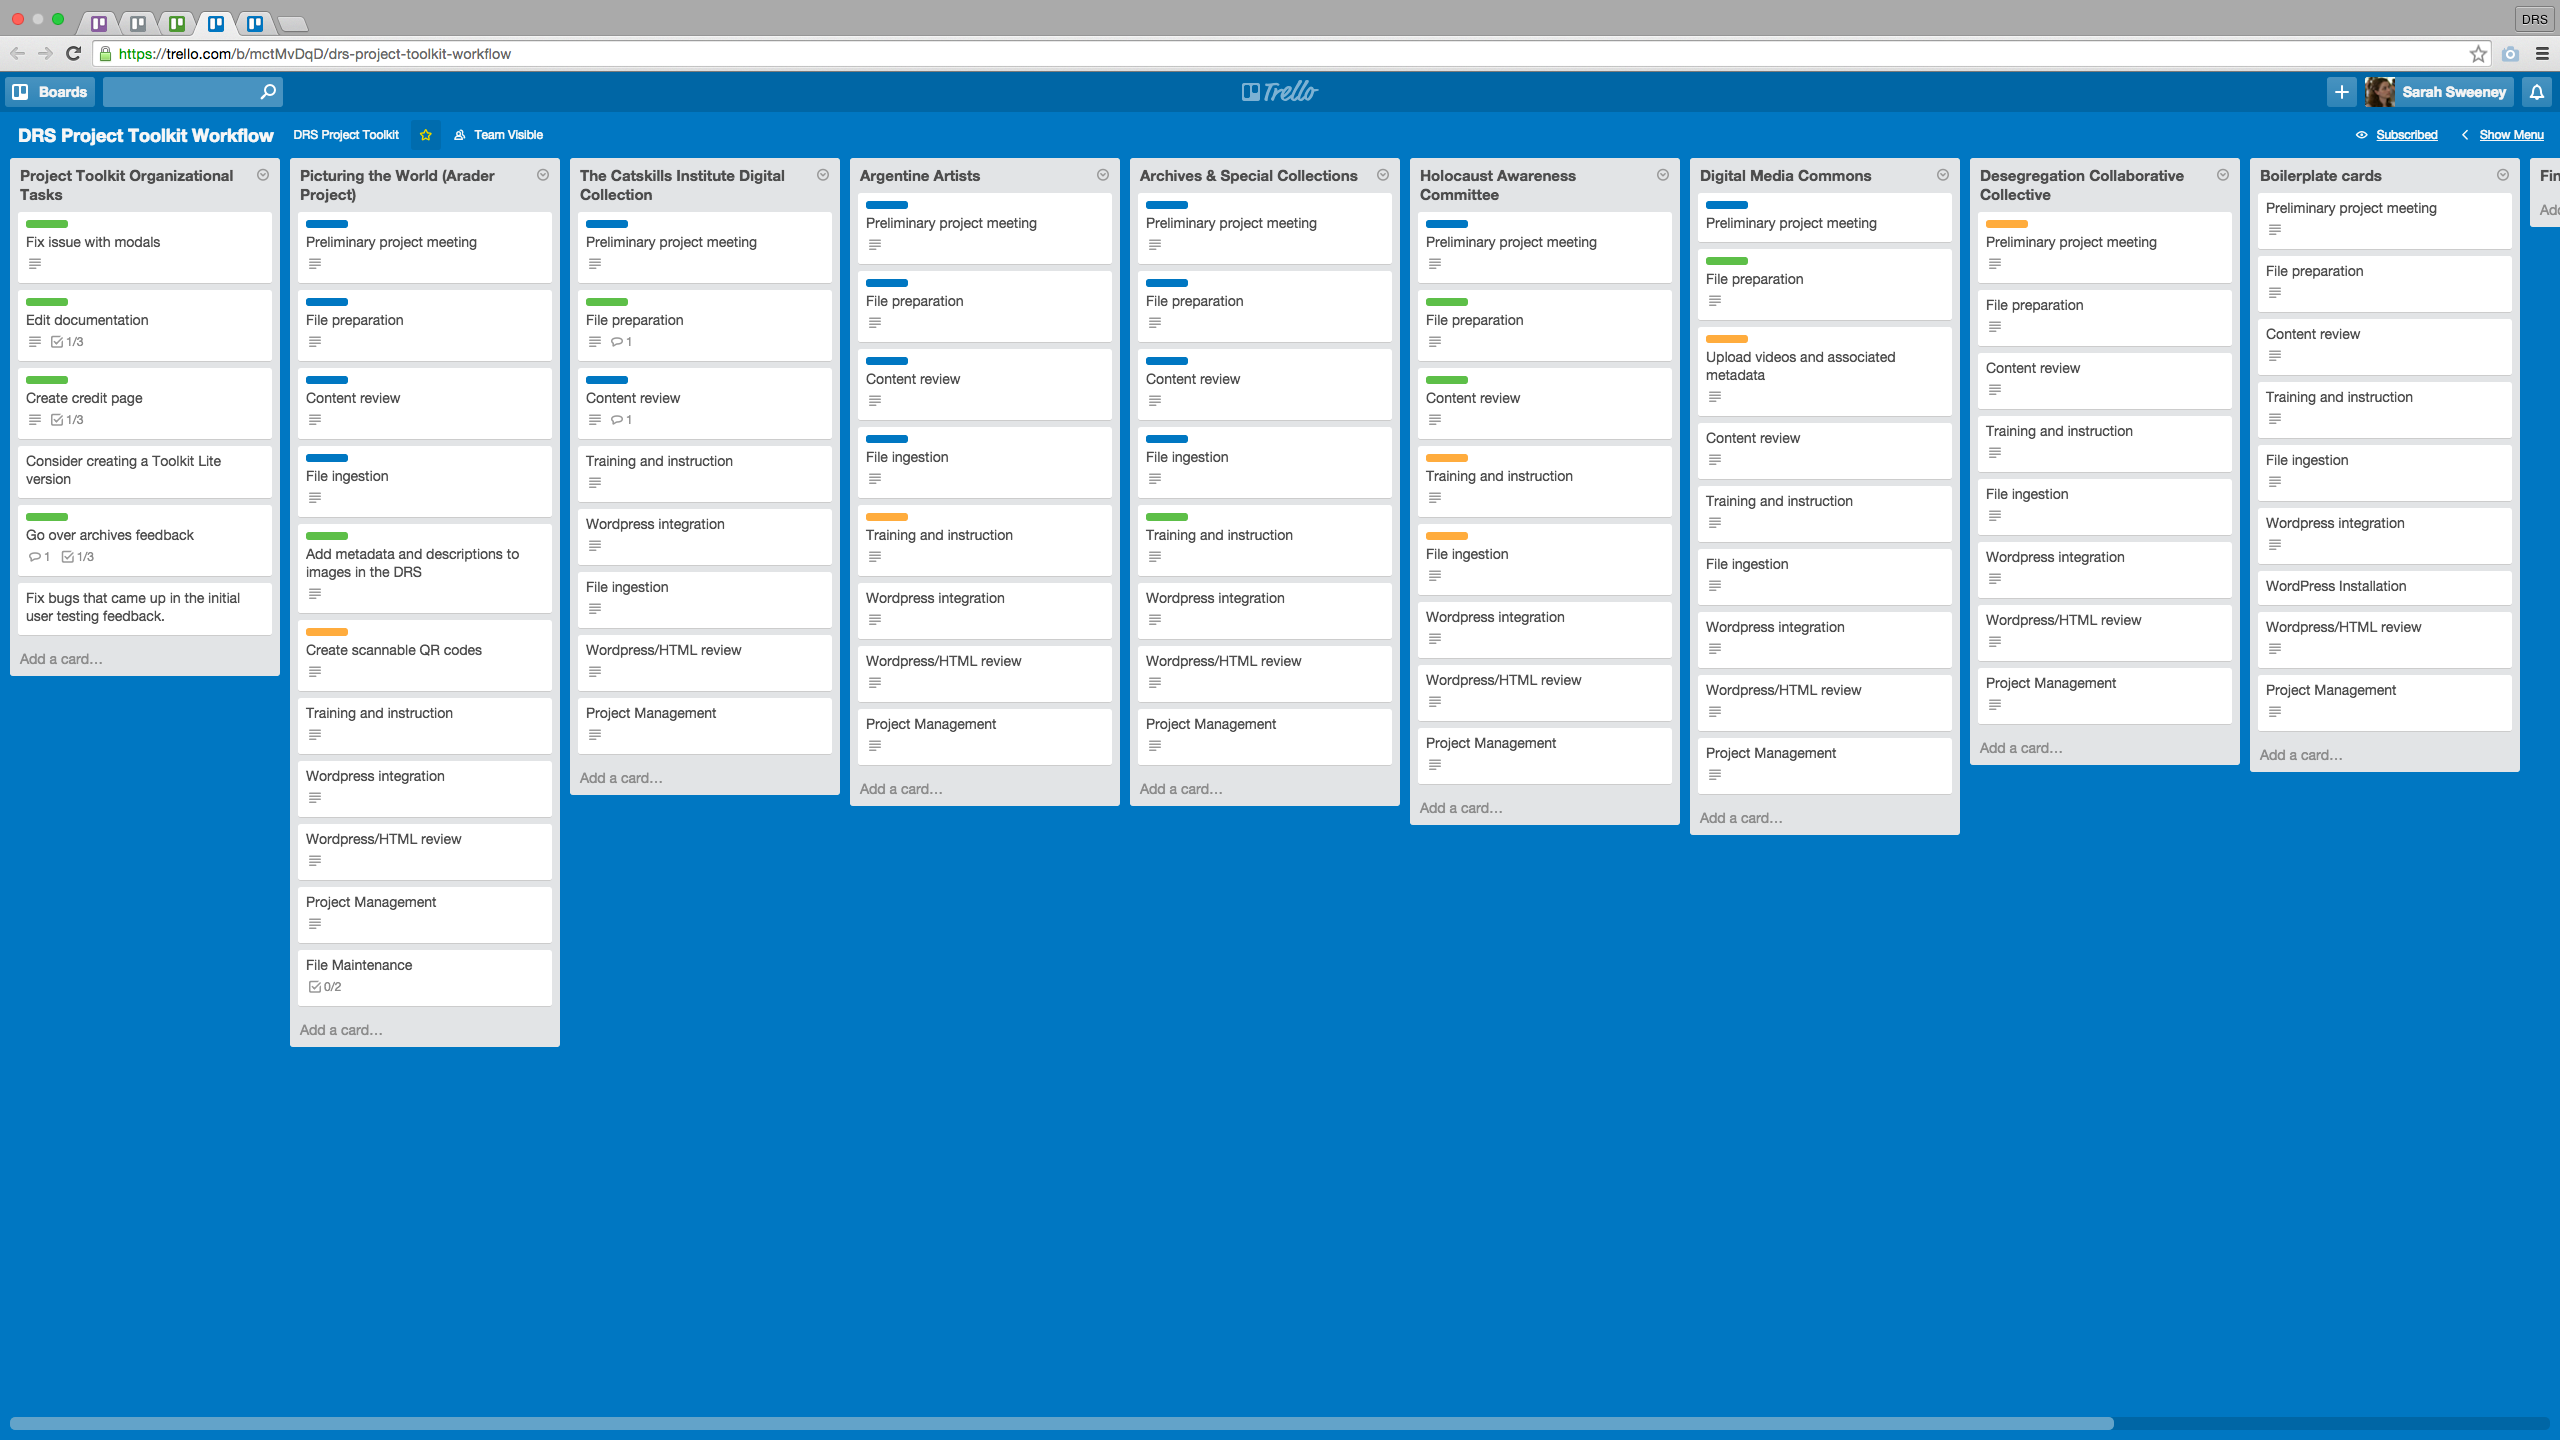 DRS
https://trello.com/b/mctMvDqD/drs-project-toolkit-workflow
Boards
Trello
Sarah Sweeney
DRS Project Toolkit Workflow
DRS Project Toolkit
Team Visible
Subscribed
Show Menu
Project Toolkit Organizational
Tasks
Fix issue with modals
Edit documentation
1/3
Create credit page
1/3
Consider creating a Toolkit Lite
version
Go over archives feedback
1 1/3
Fix bugs that came up in the initial
user testing feedback.
Add a card…
Picturing the World (Arader
Project)
Preliminary project meeting
File preparation
Content review
File ingestion
Add metadata and descriptions to
images in the DRS
Create scannable QR codes
Training and instruction
Wordpress integration
Wordpress/HTML review
Project Management
File Maintenance
0/2
Add a card…
The Catskills Institute Digital
Collection
Preliminary project meeting
File preparation
1
Content review
1
Training and instruction
Wordpress integration
File ingestion
Wordpress/HTML review
Project Management
Add a card…
Argentine Artists
Preliminary project meeting
File preparation
Content review
File ingestion
Training and instruction
Wordpress integration
Wordpress/HTML review
Project Management
Add a card…
Archives & Special Collections
Preliminary project meeting
File preparation
Content review
File ingestion
Training and instruction
Wordpress integration
Wordpress/HTML review
Project Management
Add a card…
Holocaust Awareness
Committee
Preliminary project meeting
File preparation
Content review
Training and instruction
File ingestion
Wordpress integration
Wordpress/HTML review
Project Management
Add a card…
Digital Media Commons
Preliminary project meeting
File preparation
Upload videos and associated
metadata
Content review
Training and instruction
File ingestion
Wordpress integration
Wordpress/HTML review
Project Management
Add a card…
Desegregation Collaborative
Collective
Preliminary project meeting
File preparation
Content review
Training and instruction
File ingestion
Wordpress integration
Wordpress/HTML review
Project Management
Add a card…
Boilerplate cards
Preliminary project meeting
File preparation
Content review
Training and instruction
File ingestion
Wordpress integration
WordPress Installation
Wordpress/HTML review
Project Management
Add a card…
Fin
Add